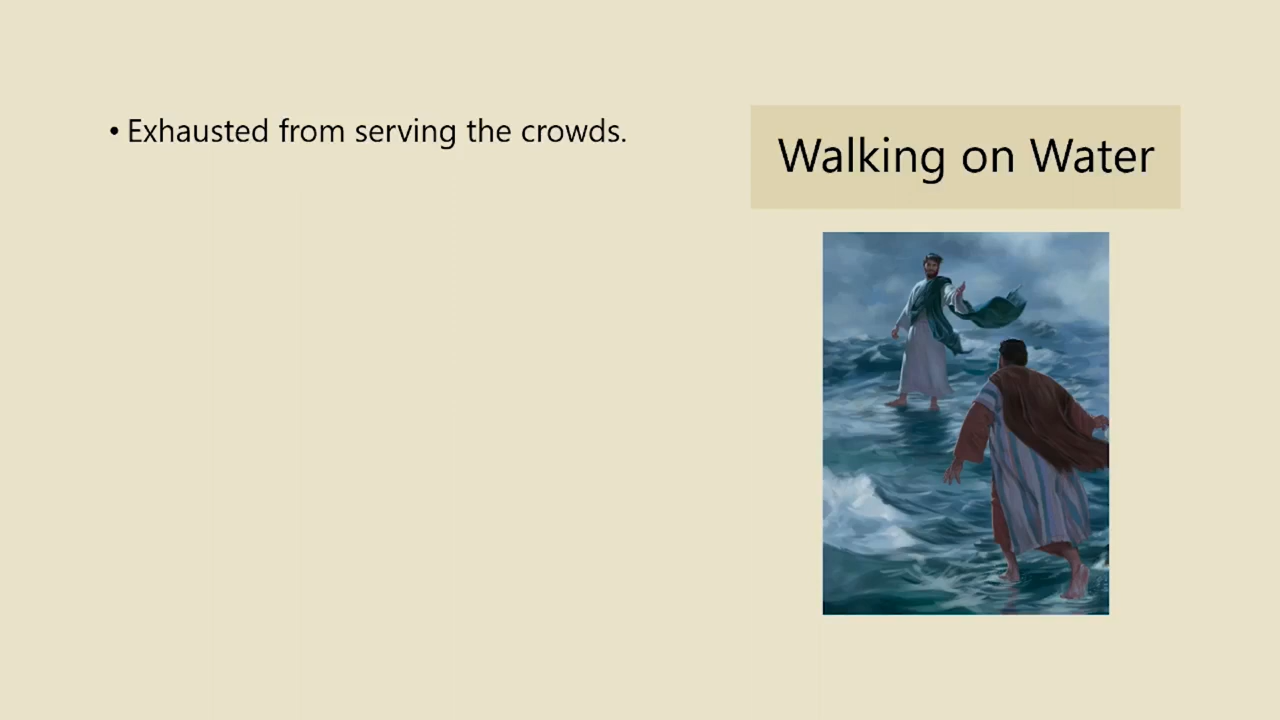 • Exhausted from serving the crowds.
Walking on Water